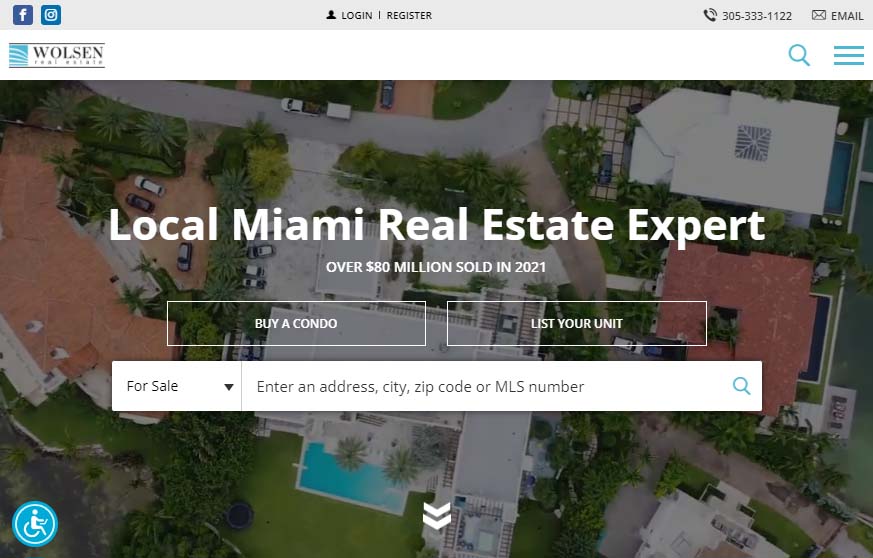 LOGIN | REGISTER
305-333-1122
EMAIL
WOLSEN
real estate
Local Miami Real Estate Expert
OVER $80 MILLION SOLD IN 2021
BUY A CONDO
LIST YOUR UNIT
For Sale
Enter an address, city, zip code or MLS number